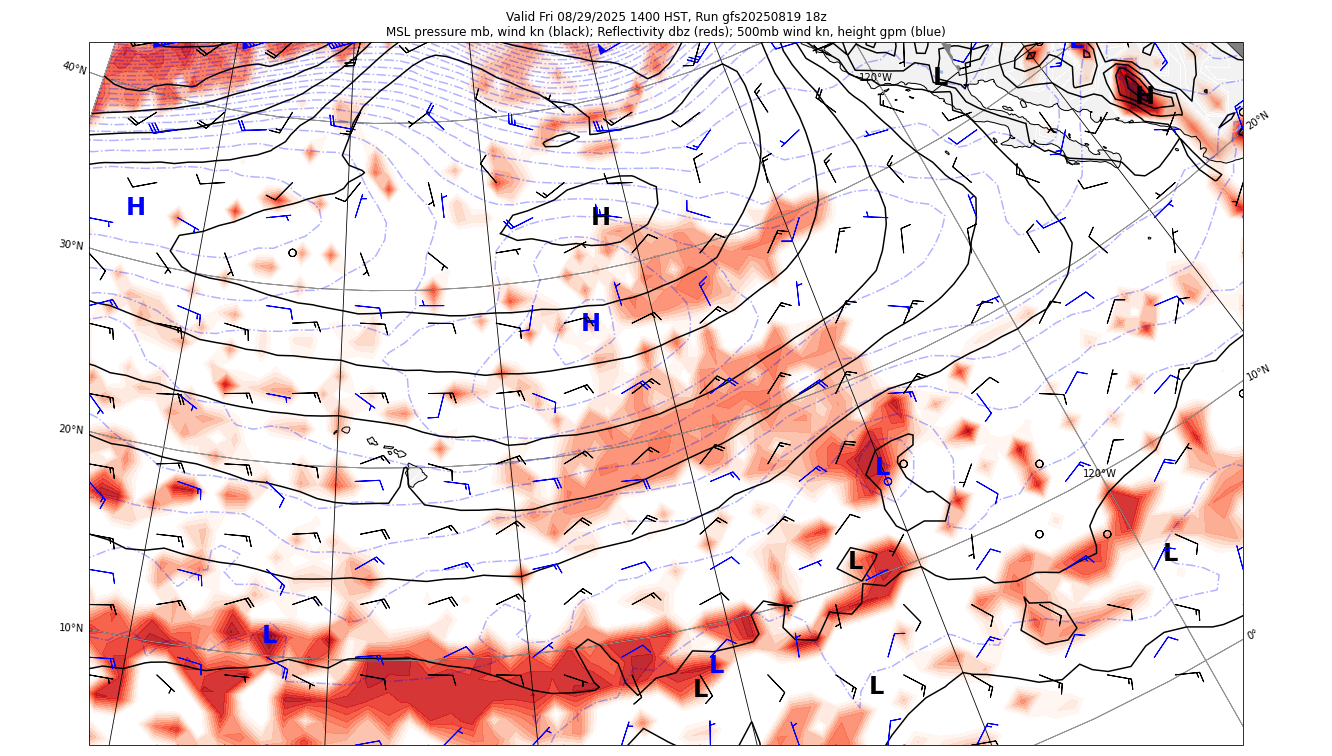 Valid Fri 08/29/2025 1400 HST, Run gfs20250819 18z
MSL pressure mb, wind kn (black); Reflectivity dbz (reds); 500mb wind kn, height gpm (blue)
L
40°N
120°W
L
H
20°N
H
H
30°N
H
10°N
20°N
L
120°W
L
L
10°N
L
0°
L
L
L